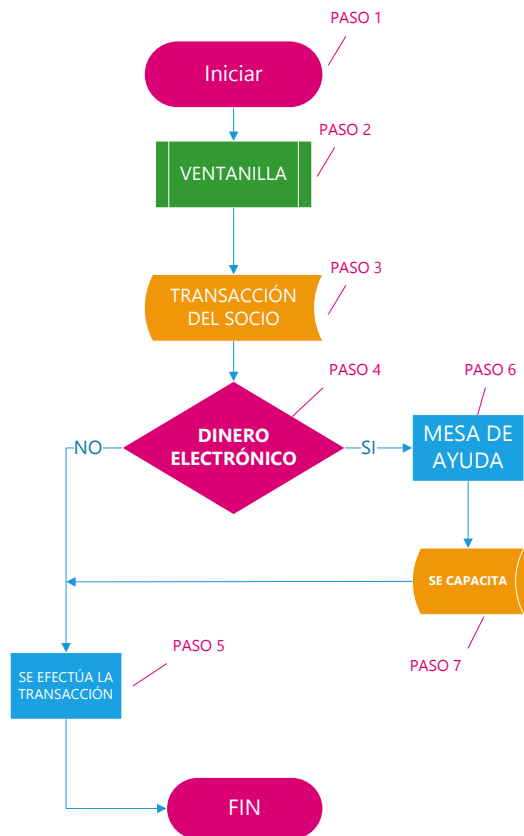 PASO 1
Iniciar
PASO 2
VENTANILLA
PASO 3
TRANSACCIÓN
DEL SOCIO
PASO 4
PASO 6
DINERO
ELECTRÓNICO
NO
SI
MESA DE
AYUDA
SE CAPACITA
PASO 7
PASO 5
SE EFECTÚA LA
TRANSACCIÓN
FIN